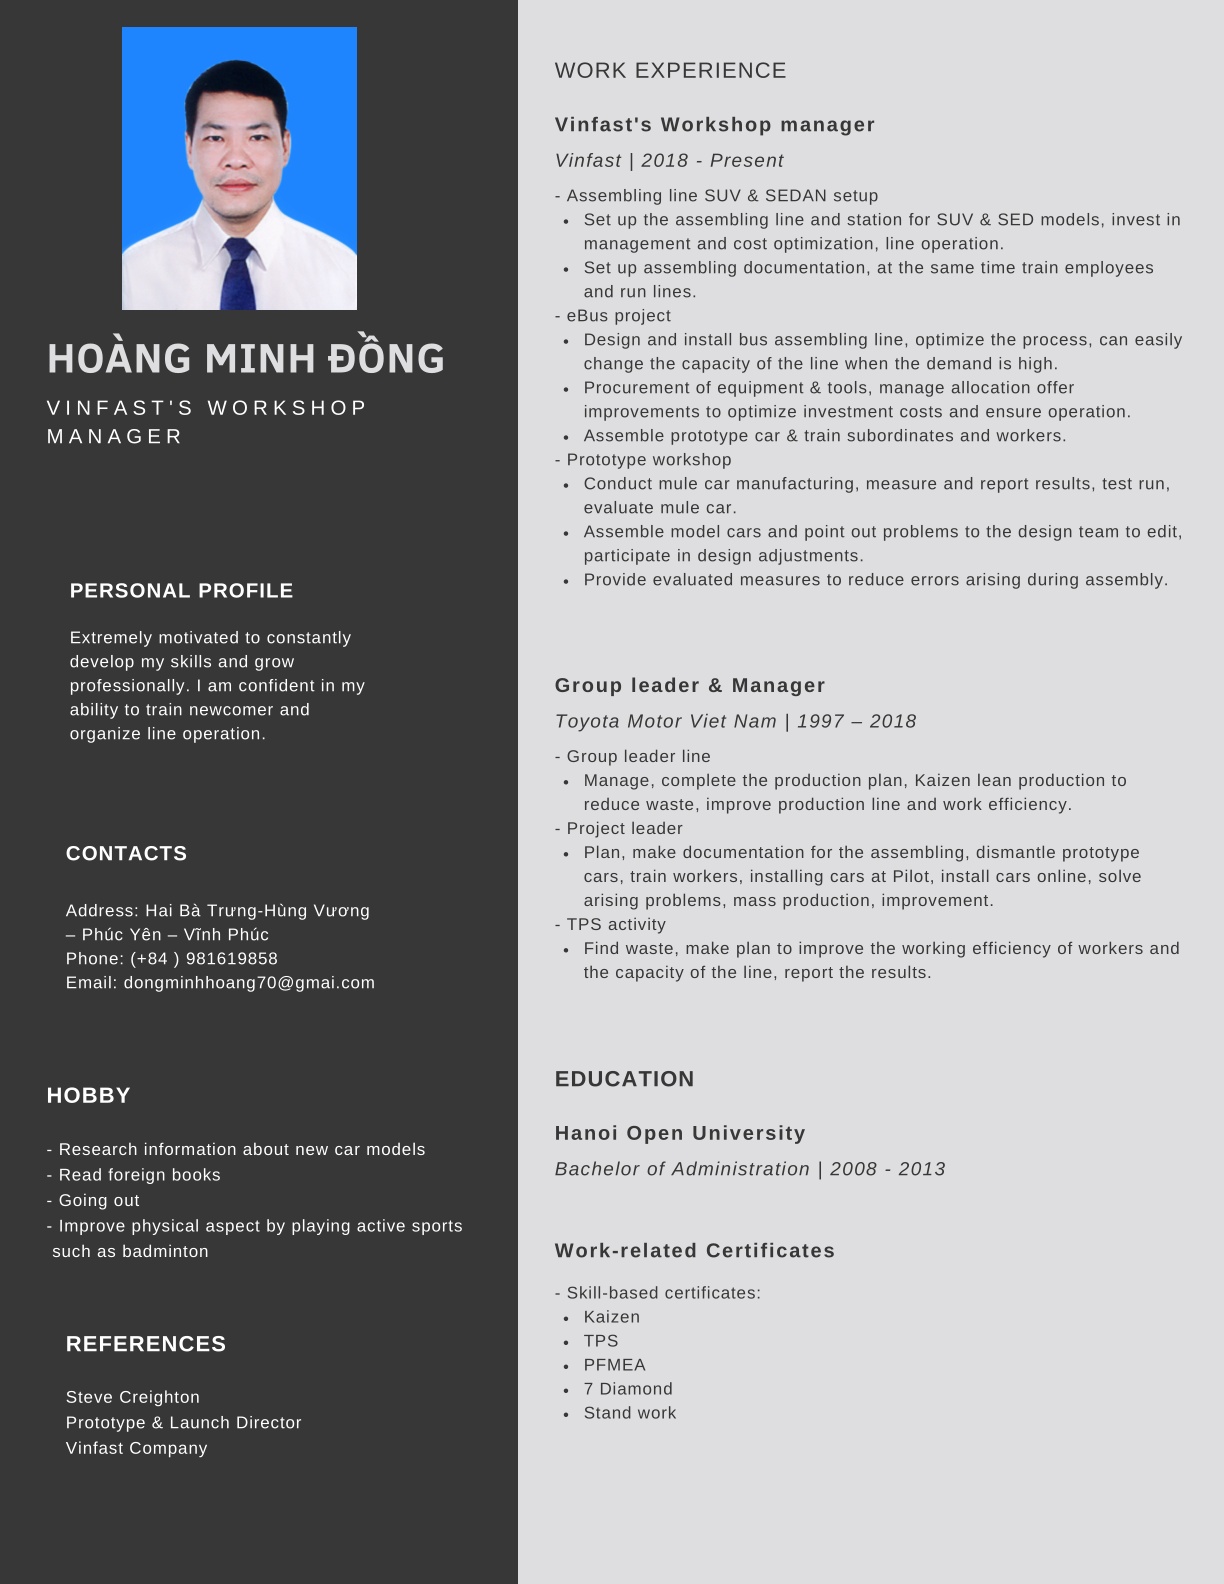 HOÀNG MINH ĐỒNG
VINFAST'S WORKSHOP
MANAGER
PERSONAL PROFILE
Extremely motivated to constantly
develop my skills and grow
professionally. I am confident in my
ability to train newcomer and
organize line operation.
CONTACTS
Address: Hai Bà Trưng-Hùng Vương
– Phúc Yên – Vĩnh Phúc
Phone: (+84 ) 981619858
Email: dongminhhoang70@gmai.com
HOBBY
- Research information about new car models
- Read foreign books
- Going out
- Improve physical aspect by playing active sports
such as badminton
REFERENCES
Steve Creighton
Prototype & Launch Director
Vinfast Company
WORK EXPERIENCE
Vinfast's Workshop manager
Vinfast | 2018 - Present
- Assembling line SUV & SEDAN setup
• Set up the assembling line and station for SUV & SED models, invest in
management and cost optimization, line operation.
• Set up assembling documentation, at the same time train employees
and run lines.
- eBus project
• Design and install bus assembling line, optimize the process, can easily
change the capacity of the line when the demand is high.
• Procurement of equipment & tools, manage allocation offer
improvements to optimize investment costs and ensure operation.
• Assemble prototype car & train subordinates and workers.
- Prototype workshop
• Conduct mule car manufacturing, measure and report results, test run,
evaluate mule car.
• Assemble model cars and point out problems to the design team to edit,
participate in design adjustments.
• Provide evaluated measures to reduce errors arising during assembly.
Group leader & Manager
Toyota Motor Viet Nam | 1997 – 2018
- Group leader line
• Manage, complete the production plan, Kaizen lean production to
reduce waste, improve production line and work efficiency.
- Project leader
• Plan, make documentation for the assembling, dismantle prototype
cars, train workers, installing cars at Pilot, install cars online, solve
arising problems, mass production, improvement.
- TPS activity
• Find waste, make plan to improve the working efficiency of workers and
the capacity of the line, report the results.
EDUCATION
Hanoi Open University
Bachelor of Administration | 2008 - 2013
Work-related Certificates
- Skill-based certificates:
• Kaizen
• TPS
• PFMEA
• 7 Diamond
• Stand work